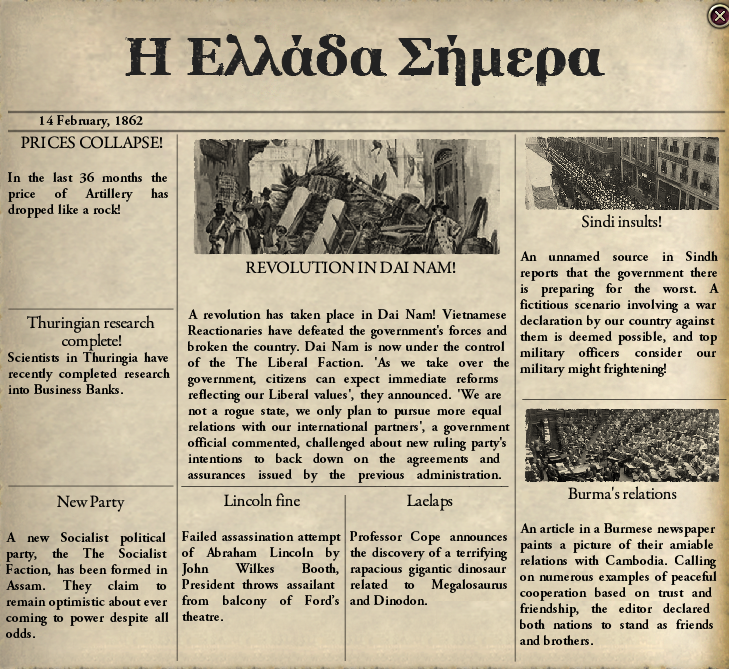 Η Ελλάδα Σήμερα
14 February, 1862
PRICES COLLAPSE!
In the last 36 months the
price of Artillery has
dropped like a rock!
Thuringian research
complete!
Scientists in Thuringia have
recently completed research
into Business Banks.
New Party
A new Socialist political
party, the The Socialist
Faction, has been formed in
Assam. They claim to
remain optimistic about ever
coming to power despite all
odds.
REVOLUTION IN DAI NAM!
A revolution has taken place in Dai Nam! Vietnamese
Reactionaries have defeated the government's forces and
broken the country. Dai Nam is now under the control
of the The Liberal Faction. 'As we take over the
government, citizens can expect immediate reforms
reflecting our Liberal values', they announced. 'We are
not a rogue state, we only plan to pursue more equal
relations with our international partners', a government
official commented, challenged about new ruling party's
intentions to back down on the agreements and
assurances issued by the previous administration.
Lincoln fine
Failed assassination attempt
of Abraham Lincoln by
John Wilkes Booth,
President throws assailant
from balcony of Ford's
theatre.
Laelaps
Professor Cope announces
the discovery of a terrifying
rapacious gigantic dinosaur
related to Megalosaurus
and Dinodon.
Sindi insults!
An unnamed source in Sindh
reports that the government there
is preparing for the worst. A
fictitious scenario involving a war
declaration by our country against
them is deemed possible, and top
military officers consider our
military might frightening!
Burma's relations
An article in a Burmese newspaper
paints a picture of their amiable
relations with Cambodia. Calling
on numerous examples of peaceful
cooperation based on trust and
friendship, the editor declared
both nations to stand as friends
and brothers.